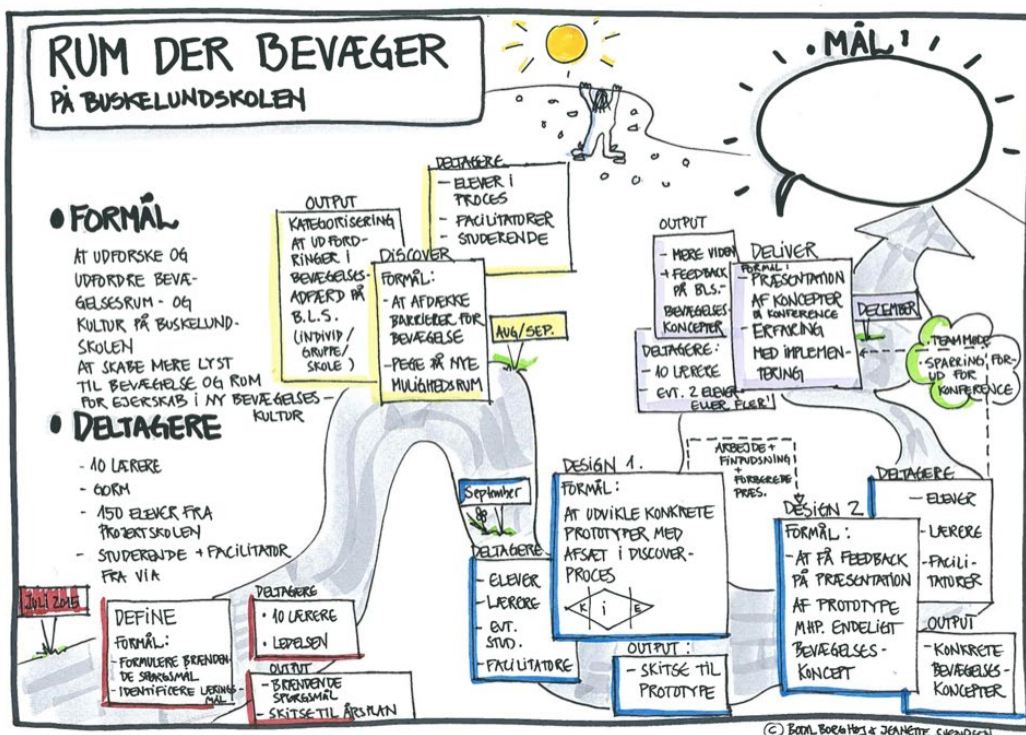 RUM DER BEVÆGER
PÅ BUSKELUNDSKOLEN
• MÅL!
• FORMÅL
AT UDFORSKE OG
UDFORDRE BEVÆ-
GELSESRUM - OG
KULTUR PÅ BUSKELUND-
SKOLEN
AT SKABE MERE LYST
TIL BEVÆGELSE OG RUM
FOR EJERSKAB I NY BEVÆGELSES-
KULTUR
• DELTAGERE
- 10 LÆRERE
- GORM
- 150 ELEVER FRA
PROJEKTSKOLEN
- STUDERENDE + FACILITATOR
FRA VIA
JULI 2015
DEFINE
FORMÅL:
- FORMULERE BRÆNDEN-
DE SPØRGSMÅL
- IDENTIFICERE LÆRINGS-
MÅL
DELTAGERE
• 10 LÆRERE
• LEDELSEN
OUTPUT
- BRÆNDENDE
SPØRGSMÅL
- SKITSE TIL ÅRSPLAN
OUTPUT
KATEGORISERING
AT UDFORD-
RINGER I
BEVÆGELSES-
ADFÆRD PÅ
B.L.S.
(INDIVID/
GRUPPE/
SKOLE)
DISCOVER
FORMÅL:
- AT AFDÆKKE
BARRIERER FOR
BEVÆGELSE
- PEGE PÅ NYE
MULIGHEDSRUM
DELTAGERE
- ELEVER I
PROCES
- FACILITATORER
- STUDERENDE
AUG/SEP.
September
DELTAGERE
- ELEVER
- LÆRERE
- EVT.
STUD.
- FACILITATORE
DESIGN 1.
FORMÅL:
AT UDVIKLE KONKRETE
PROTOTYPER MED
AFSÆT I DISCOVER-
PROCES
K i E
OUTPUT:
- SKITSE TIL
PROTOTYPE
ARBEJDE +
FINPUDSNING
+
FORBEREDE
PRÆS.
DESIGN 2
FORMÅL:
- AT FÅ FEEDBACK
PÅ PRÆSENTATION
AF PROTOTYPE
MHP. ENDELIGT
BEVÆGELSES-
KONCEPT
DELTAGERE
- ELEVER
- LÆRERE
- FACILI-
TATORER
OUTPUT
- KONKRETE
BEVÆGELSES-
KONCEPTER
TEAMMØDE
• SPARRING FOR-
UD FOR
KONFERENCE
OUTPUT
- MERE VIDEN
+ FEEDBACK
PÅ BLS.-
BEVÆGELSES-
KONCEPTER
DELTAGERE:
- 10 LÆRERE
- EVT. 2 ELEVER
ELLER FLER!
DELIVER
FORMÅL:
- PRÆSENTATION
AF KONCEPTER
PÅ KONFERENCE
- ERFARING
MED IMPLEMEN-
TERING
DECEMBER
© BODIL BORGHØJ & JEANETTE SVENDSEN